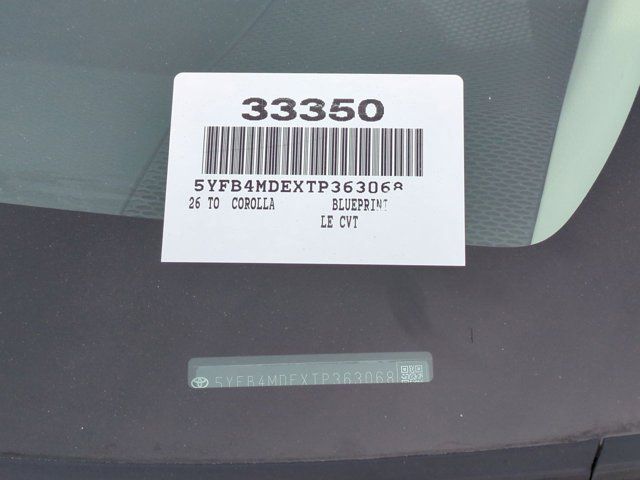 33350
5YFB4MDEXTP363068
26 TO COROLLA BLUEPRINT
LE CVT
5YFB4MDEXTP363068